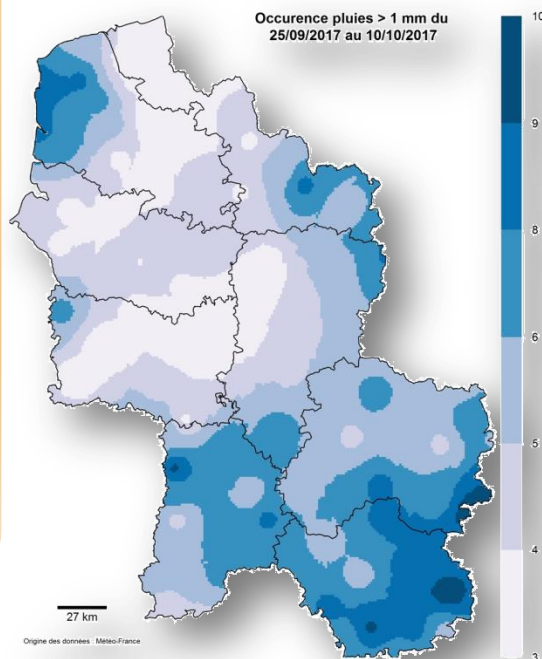 Occurence pluies > 1 mm du
25/09/2017 au 10/10/2017
10
9
8
6
5
4
3
27 km
Origine des données : Météo-France